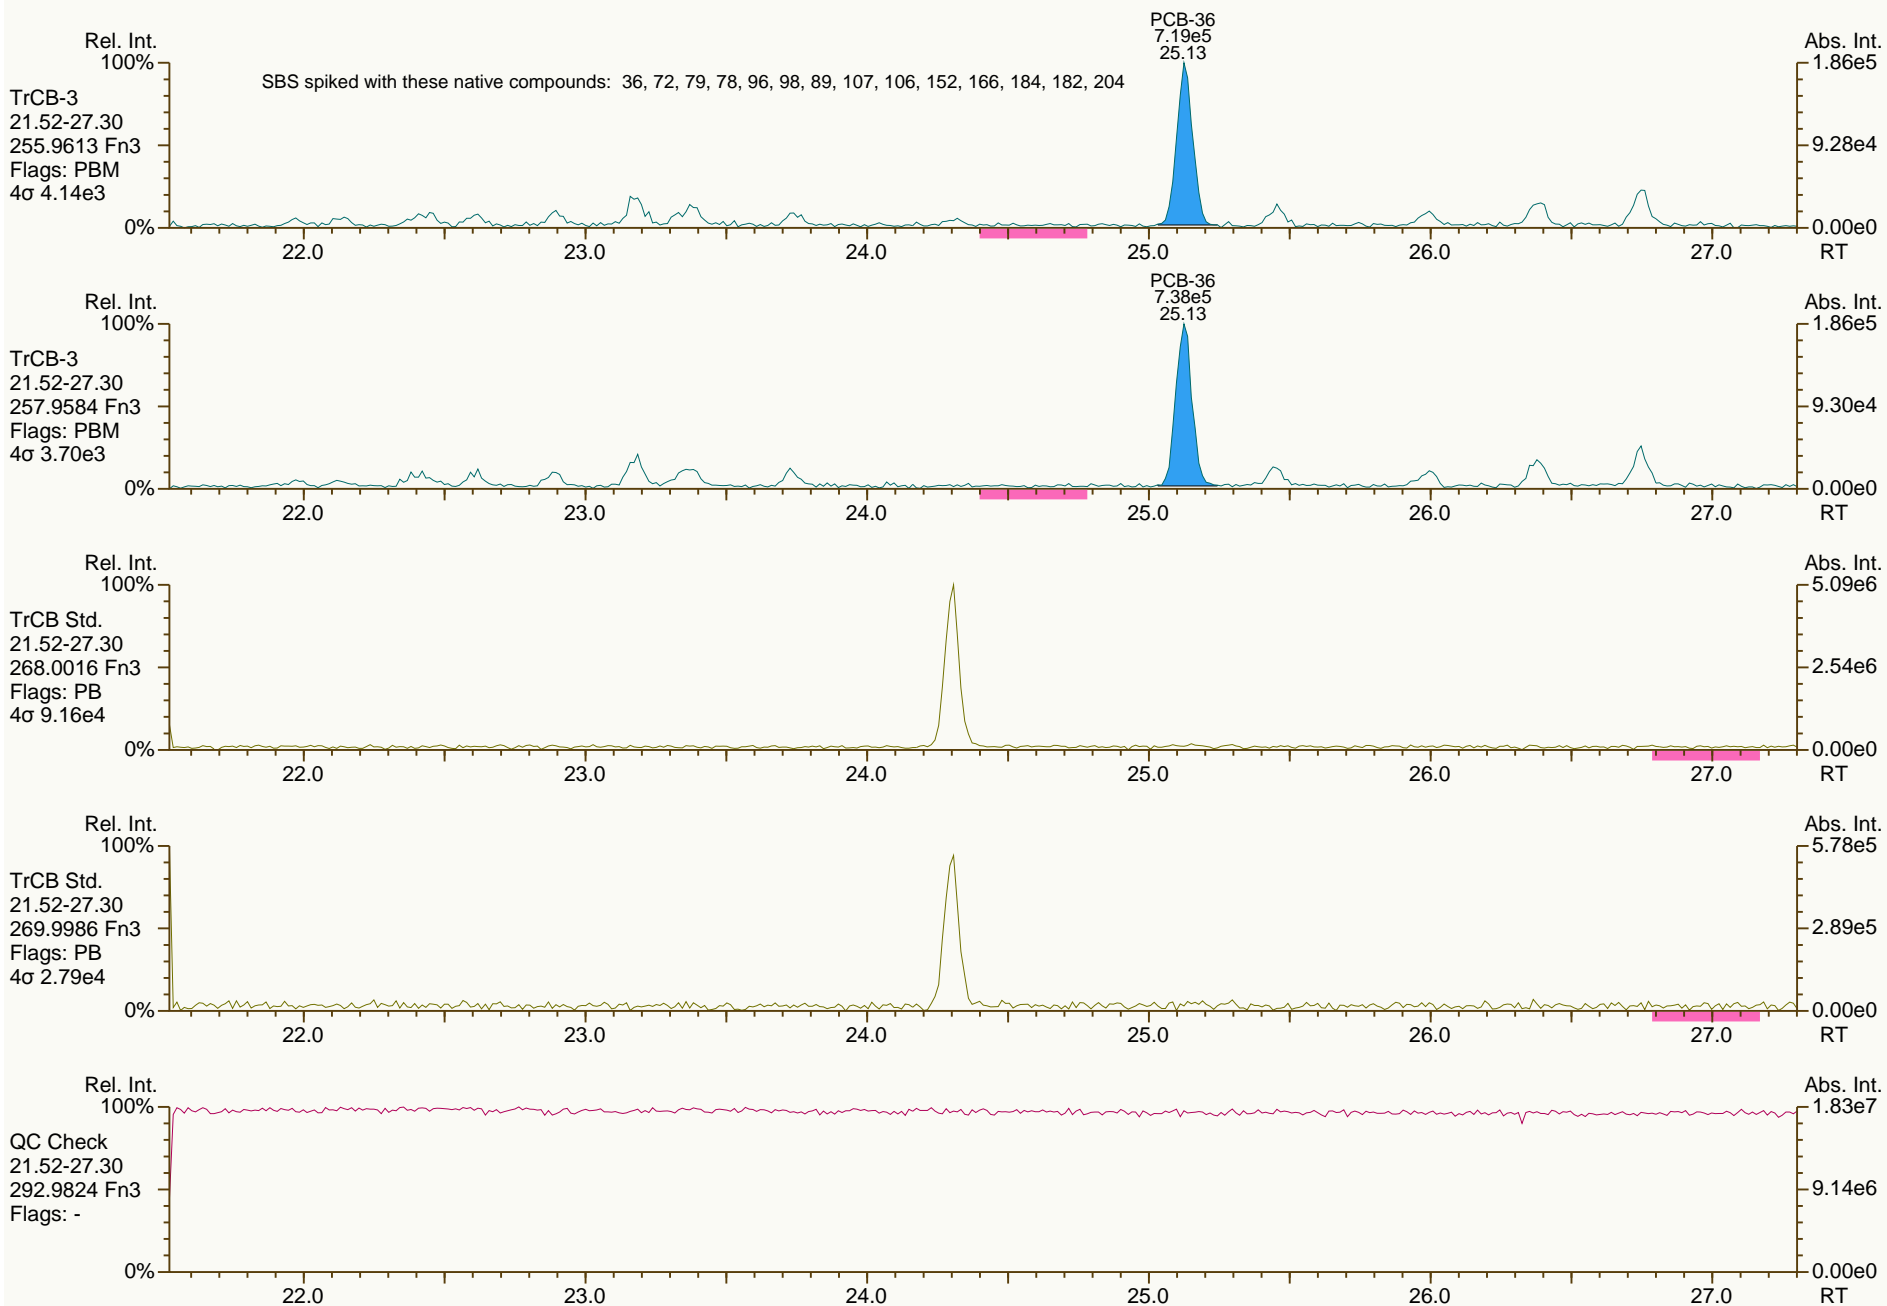 PCB-36
7.19e5
25.13
Rel. Int.
Abs. Int.
100%
1.86e5
SBS spiked with these native compounds:  36, 72, 79, 78, 96, 98, 89, 107, 106, 152, 166, 184, 182, 204
TrCB-3
21.52-27.30
255.9613 Fn3
9.28e4
Flags: PBM
4σ 4.14e3
0%
0.00e0
22.0 23.0 24.0 25.0 26.0 27.0 RT
PCB-36
7.38e5
25.13
Rel. Int.
Abs. Int.
100%
1.86e5
TrCB-3
21.52-27.30
257.9584 Fn3
9.30e4
Flags: PBM
4σ 3.70e3
0%
0.00e0
22.0 23.0 24.0 25.0 26.0 27.0 RT
Rel. Int.
Abs. Int.
100%
5.09e6
TrCB Std.
21.52-27.30
268.0016 Fn3
2.54e6
Flags: PB
4σ 9.16e4
0%
0.00e0
22.0 23.0 24.0 25.0 26.0 27.0 RT
Rel. Int.
Abs. Int.
100%
5.78e5
TrCB Std.
21.52-27.30
269.9986 Fn3
2.89e5
Flags: PB
4σ 2.79e4
0%
0.00e0
22.0 23.0 24.0 25.0 26.0 27.0 RT
Rel. Int.
Abs. Int.
100%
1.83e7
QC Check
21.52-27.30
292.9824 Fn3
9.14e6
Flags: -
0%
0.00e0
22.0 23.0 24.0 25.0 26.0 27.0 RT